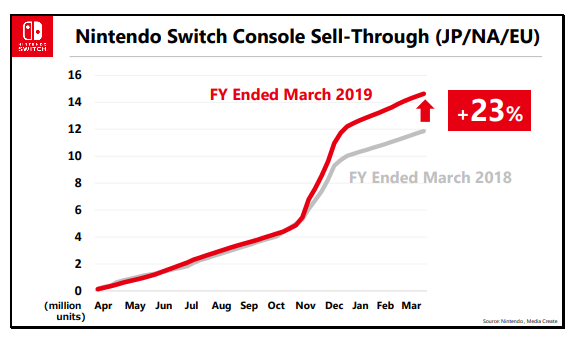 NINTENDO
SWITCH
Nintendo Switch Console Sell-Through (JP/NA/EU)
16
14
12
10
8
6
4
2
0
(million
units)
FY Ended March 2019
+23%
FY Ended March 2018
Apr May Jun Jul Aug Sep Oct Nov Dec Jan Feb Mar
Source: Nintendo, Media Create